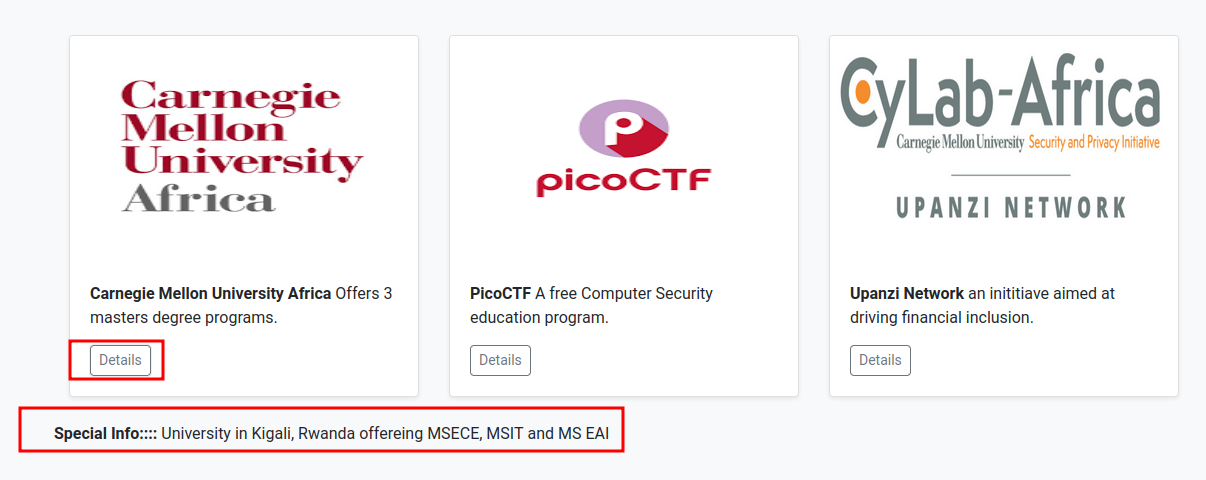 Carnegie
Mellon
University
Africa
Carnegie Mellon University Africa Offers 3
masters degree programs.
Details
P
picoCTF
PicoCTF A free Computer Security
education program.
Details
CyLab-Africa
Carnegie Mellon University Security and Privacy Initiative
UPANZI NETWORK
Upanzi Network an inititiave aimed at
driving financial inclusion.
Details
Special Info:::: University in Kigali, Rwanda offereing MSECE, MSIT and MS EAI